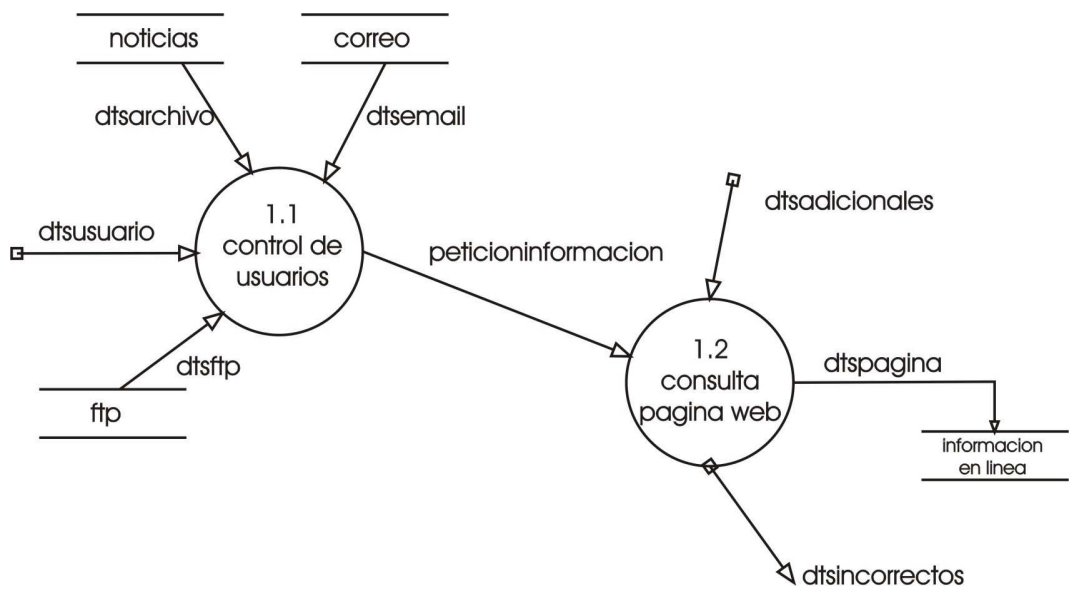 noticias
correo
dtsarchivo
dtsemail
dtsusuario
1.1
control de
usuarios
dtsadicionales
peticioninformacion
dtsftp
ftp
1.2
consulta
pagina web
dtspagina
informacion
en linea
dtsincorrectos